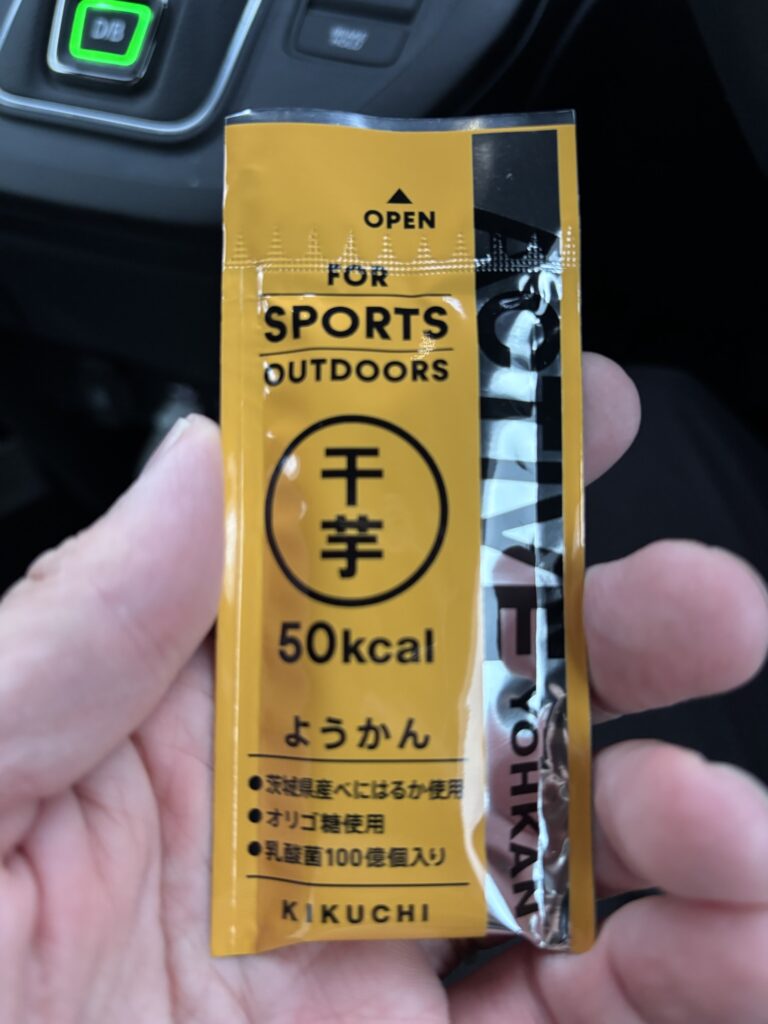 D/B
OPEN
FOR
SPORTS
OUTDOORS
干
芋
50kcal
ようかん
●茨城県産べにはるか使用
●オリゴ糖使用
●乳酸菌100億個入り
KIKUCHI
ACTIVE YOHKAN